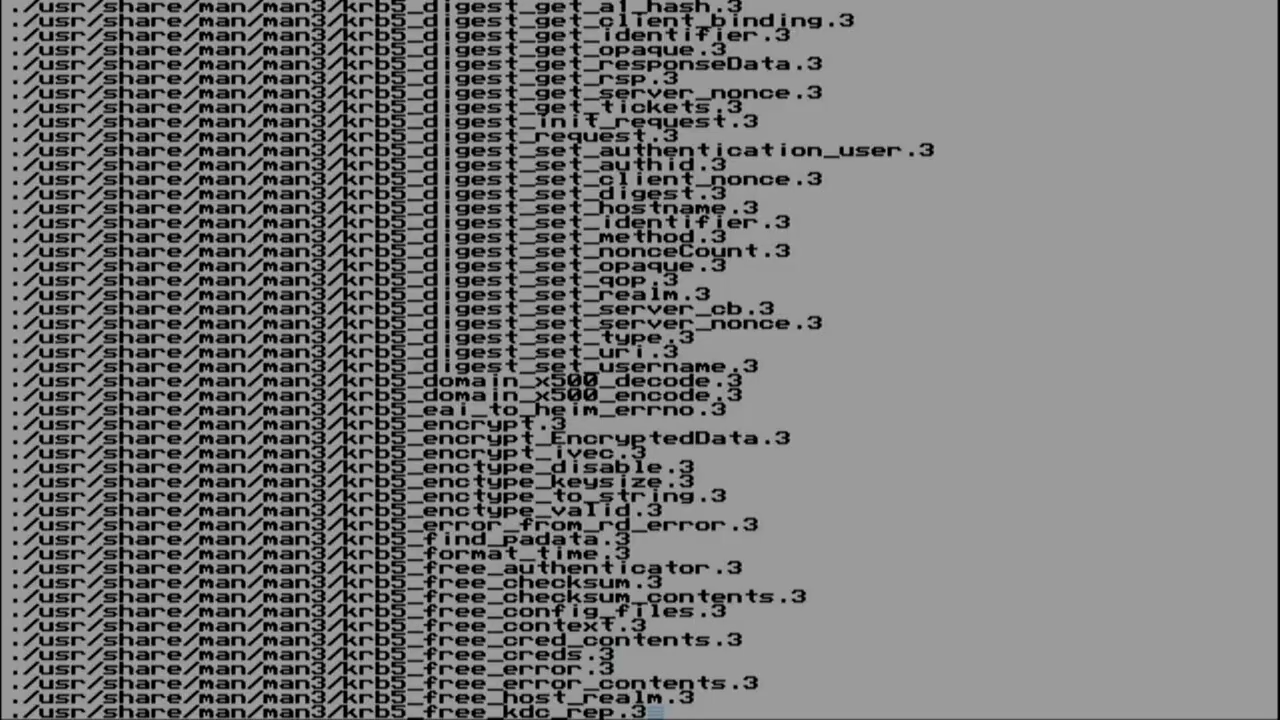 ./usr/share/man/man3/krb5_digest_get_a1_hash.3
./usr/share/man/man3/krb5_digest_get_client_binding.3
./usr/share/man/man3/krb5_digest_get_identifier.3
./usr/share/man/man3/krb5_digest_get_opaque.3
./usr/share/man/man3/krb5_digest_get_responseData.3
./usr/share/man/man3/krb5_digest_get_rsp.3
./usr/share/man/man3/krb5_digest_get_server_nonce.3
./usr/share/man/man3/krb5_digest_get_tickets.3
./usr/share/man/man3/krb5_digest_init_request.3
./usr/share/man/man3/krb5_digest_request.3
./usr/share/man/man3/krb5_digest_set_authentication_user.3
./usr/share/man/man3/krb5_digest_set_authid.3
./usr/share/man/man3/krb5_digest_set_client_nonce.3
./usr/share/man/man3/krb5_digest_set_digest.3
./usr/share/man/man3/krb5_digest_set_hostname.3
./usr/share/man/man3/krb5_digest_set_identifier.3
./usr/share/man/man3/krb5_digest_set_method.3
./usr/share/man/man3/krb5_digest_set_nonceCount.3
./usr/share/man/man3/krb5_digest_set_opaque.3
./usr/share/man/man3/krb5_digest_set_qop.3
./usr/share/man/man3/krb5_digest_set_realm.3
./usr/share/man/man3/krb5_digest_set_server_cb.3
./usr/share/man/man3/krb5_digest_set_server_nonce.3
./usr/share/man/man3/krb5_digest_set_type.3
./usr/share/man/man3/krb5_digest_set_uri.3
./usr/share/man/man3/krb5_digest_set_username.3
./usr/share/man/man3/krb5_domain_x500_decode.3
./usr/share/man/man3/krb5_domain_x500_encode.3
./usr/share/man/man3/krb5_eai_to_heim_errno.3
./usr/share/man/man3/krb5_encrypt.3
./usr/share/man/man3/krb5_encrypt_EncryptedData.3
./usr/share/man/man3/krb5_encrypt_ivec.3
./usr/share/man/man3/krb5_enctype_disable.3
./usr/share/man/man3/krb5_enctype_keysize.3
./usr/share/man/man3/krb5_enctype_to_string.3
./usr/share/man/man3/krb5_enctype_valid.3
./usr/share/man/man3/krb5_error_from_rd_error.3
./usr/share/man/man3/krb5_find_padata.3
./usr/share/man/man3/krb5_format_time.3
./usr/share/man/man3/krb5_free_authenticator.3
./usr/share/man/man3/krb5_free_checksum.3
./usr/share/man/man3/krb5_free_checksum_contents.3
./usr/share/man/man3/krb5_free_config_files.3
./usr/share/man/man3/krb5_free_context.3
./usr/share/man/man3/krb5_free_cred_contents.3
./usr/share/man/man3/krb5_free_creds.3
./usr/share/man/man3/krb5_free_error.3
./usr/share/man/man3/krb5_free_error_contents.3
./usr/share/man/man3/krb5_free_host_realm.3
./usr/share/man/man3/krb5_free_kdc_rep.3